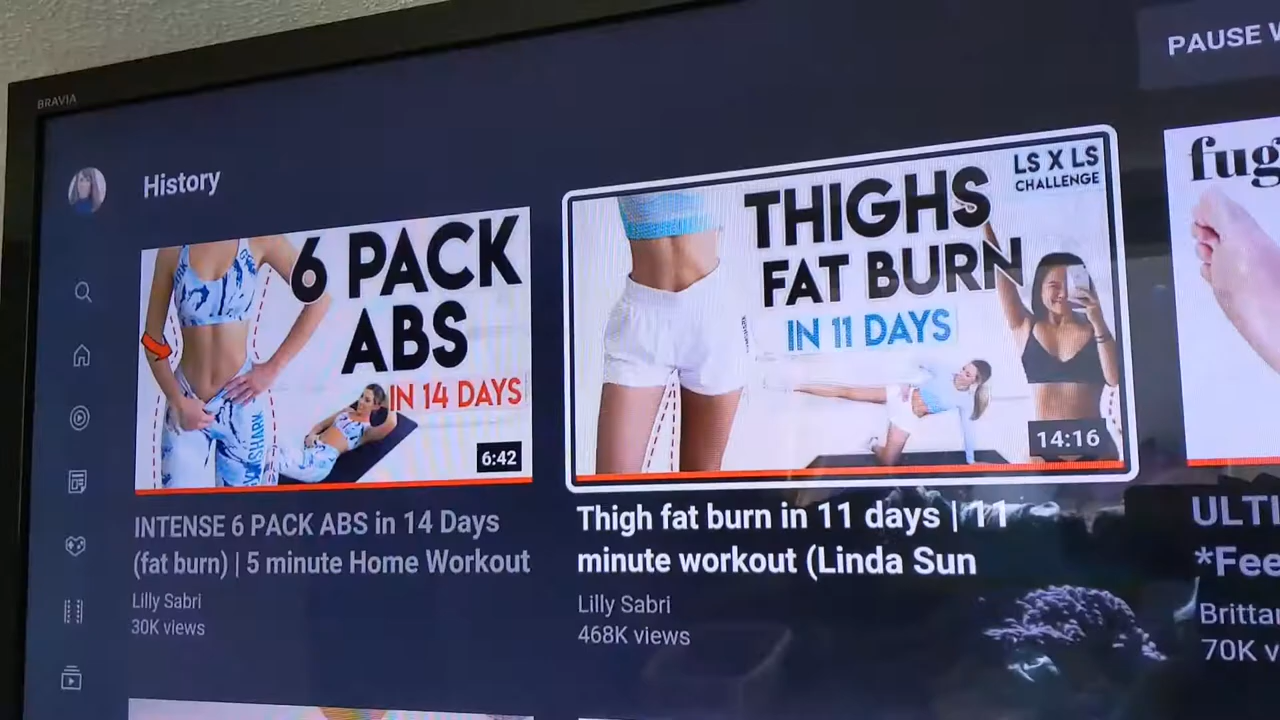 BRAVIA
PAUSE
History
6 PACK
ABS
IN 14 DAYS
GYMSHARK
6:42
INTENSE 6 PACK ABS in 14 Days
(fat burn) | 5 minute Home Workout
Lilly Sabri
30K views
LS X LS
CHALLENGE
THIGHS
FAT BURN
IN 11 DAYS
14:16
Thigh fat burn in 11 days | 11
minute workout (Linda Sun
Lilly Sabri
468K views
fug
ULTI
*Fee
Britta
70K v